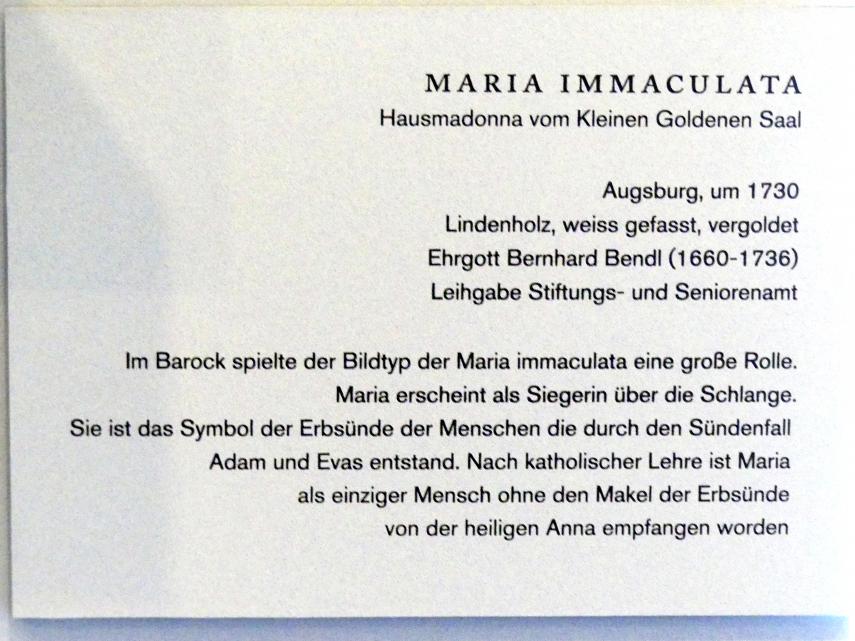 MARIA IMMACULATA
Hausmadonna vom Kleinen Goldenen Saal
Augsburg, um 1730
Lindenholz, weiss gefasst, vergoldet
Ehrgott Bernhard Bendl (1660-1736)
Leihgabe Stiftungs- und Seniorenamt
Im Barock spielte der Bildtyp der Maria immaculata eine große Rolle.
Maria erscheint als Siegerin über die Schlange.
Sie ist das Symbol der Erbsünde der Menschen die durch den Sündenfall
Adam und Evas entstand. Nach katholischer Lehre ist Maria
als einziger Mensch ohne den Makel der Erbsünde
von der heiligen Anna empfangen worden